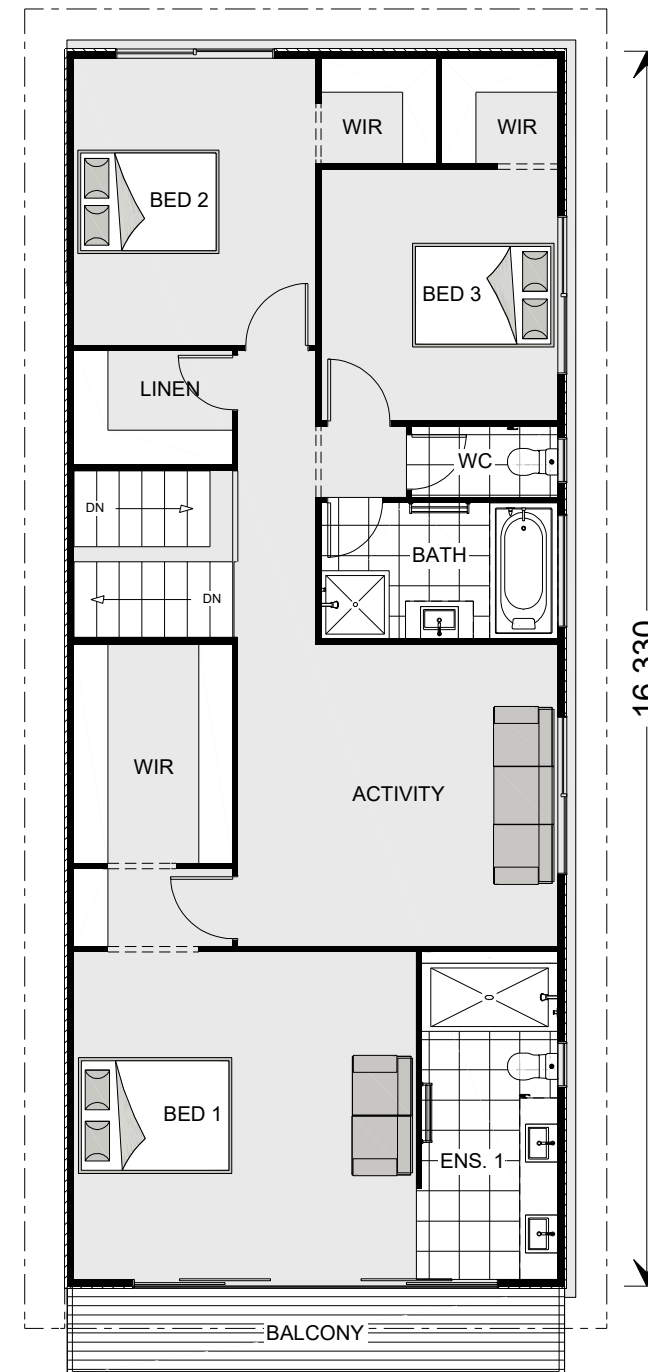 WIR
WIR
BED 2
BED 3
LINEN
WC
DN
BATH
DN
16,330
WIR
ACTIVITY
BED 1
ENS. 1
BALCONY